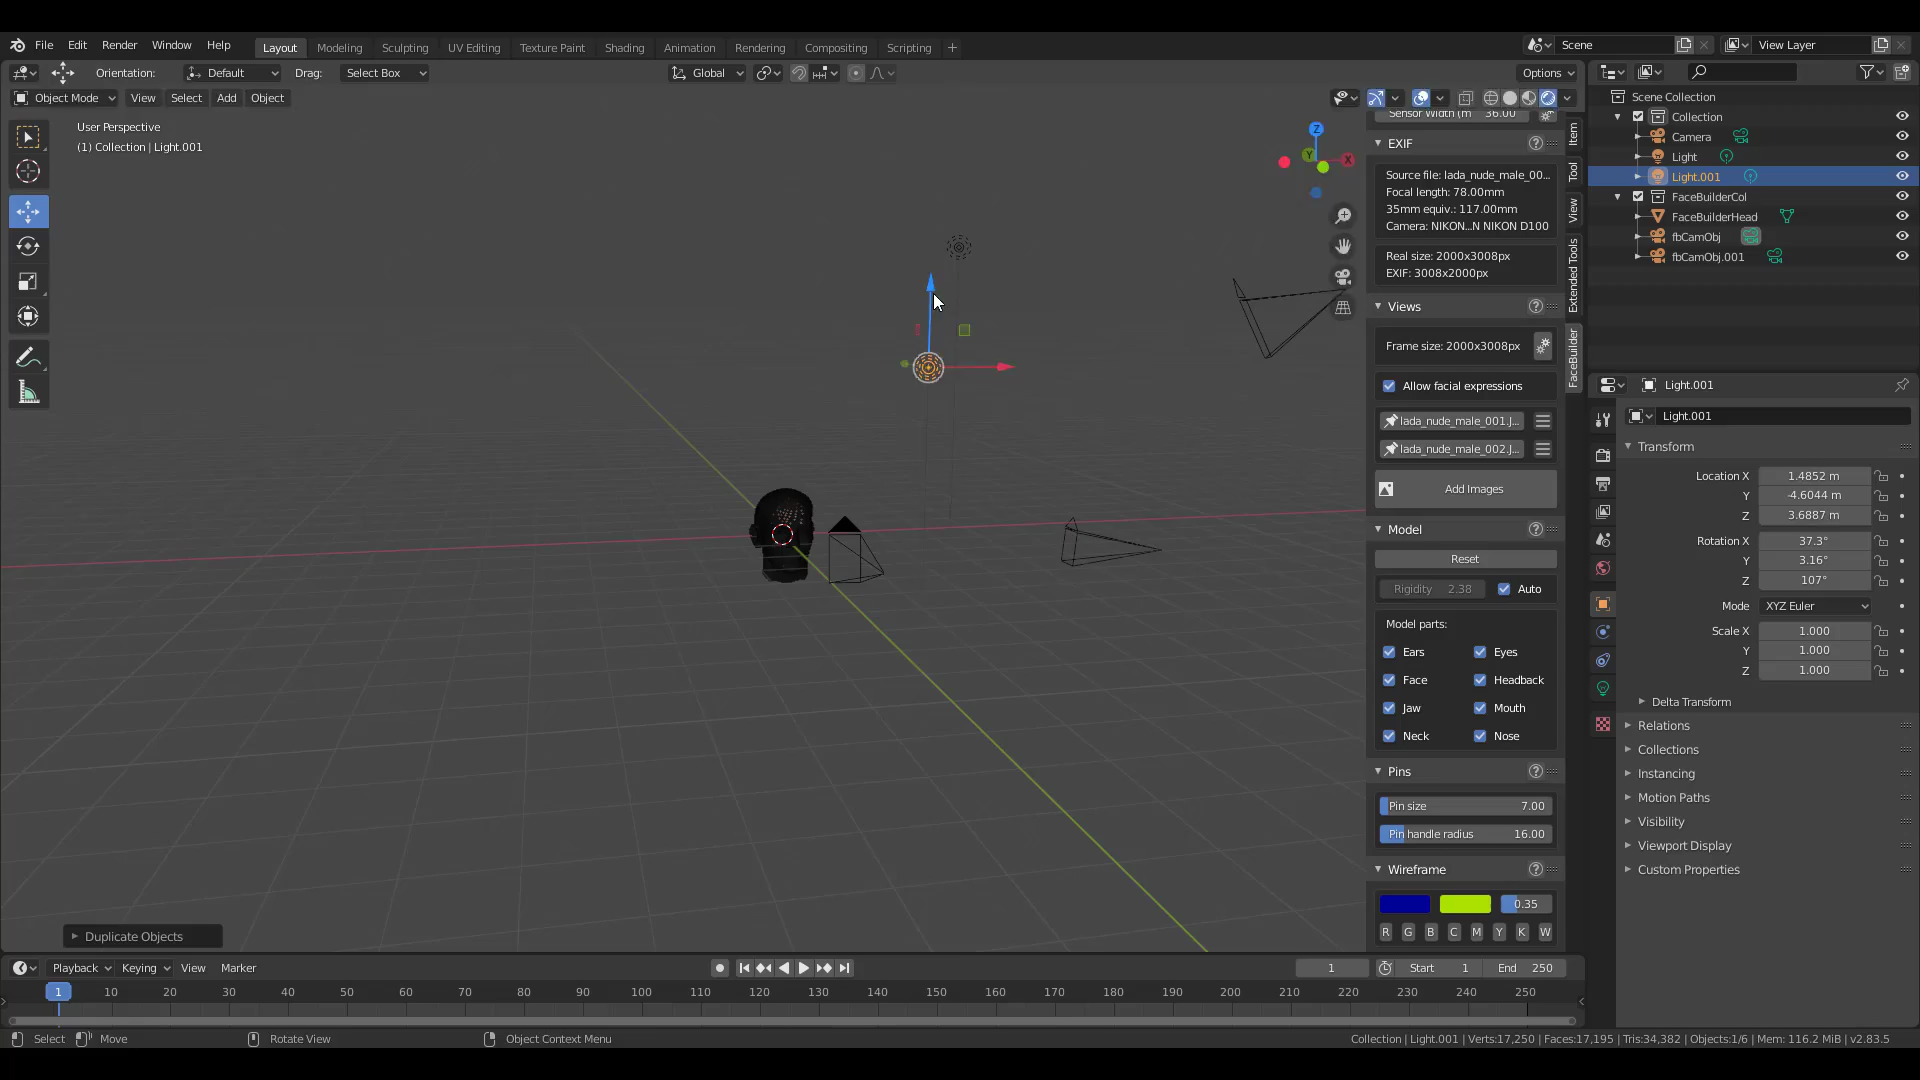 File Edit Render Window Help Layout Modeling Sculpting UV Editing Texture Paint Shading Animation Rendering Compositing Scripting + Scene View Layer
Orientation: Default Drag: Select Box Global Options
Object Mode View Select Add Object
User Perspective
(1) Collection | Light.001
Z
Y
X
Sensor Width (m 36.00
EXIF
Source file: lada_nude_male_00...
Focal length: 78.00mm
35mm equiv.: 117.00mm
Camera: NIKON...N NIKON D100
Real size: 2000x3008px
EXIF: 3008x2000px
Views
Frame size: 2000x3008px
Allow facial expressions
lada_nude_male_001.J...
lada_nude_male_002.J...
Add Images
Model
Reset
Rigidity 2.38 Auto
Model parts:
Ears Eyes
Face Headback
Jaw Mouth
Neck Nose
Pins
Pin size 7.00
Pin handle radius 16.00
Wireframe
0.35
R G B C M Y K W
Item
Tool
View
Extended Tools
FaceBuilder
Scene Collection
Collection
Camera
Light
Light.001
FaceBuilderCol
FaceBuilderHead
fbCamObj
fbCamObj.001
Light.001
Light.001
Transform
Location X 1.4852 m
Y -4.6044 m
Z 3.6887 m
Rotation X 37.3°
Y 3.16°
Z 107°
Mode XYZ Euler
Scale X 1.000
Y 1.000
Z 1.000
Delta Transform
Relations
Collections
Instancing
Motion Paths
Visibility
Viewport Display
Custom Properties
Duplicate Objects
Playback Keying View Marker 1 Start 1 End 250
1 10 20 30 40 50 60 70 80 90 100 110 120 130 140 150 160 170 180 190 200 210 220 230 240 250
Select Move Rotate View Object Context Menu Collection | Light.001 | Verts:17,250 | Faces:17,195 | Tris:34,382 | Objects:1/6 | Mem: 116.2 MiB | v2.83.5